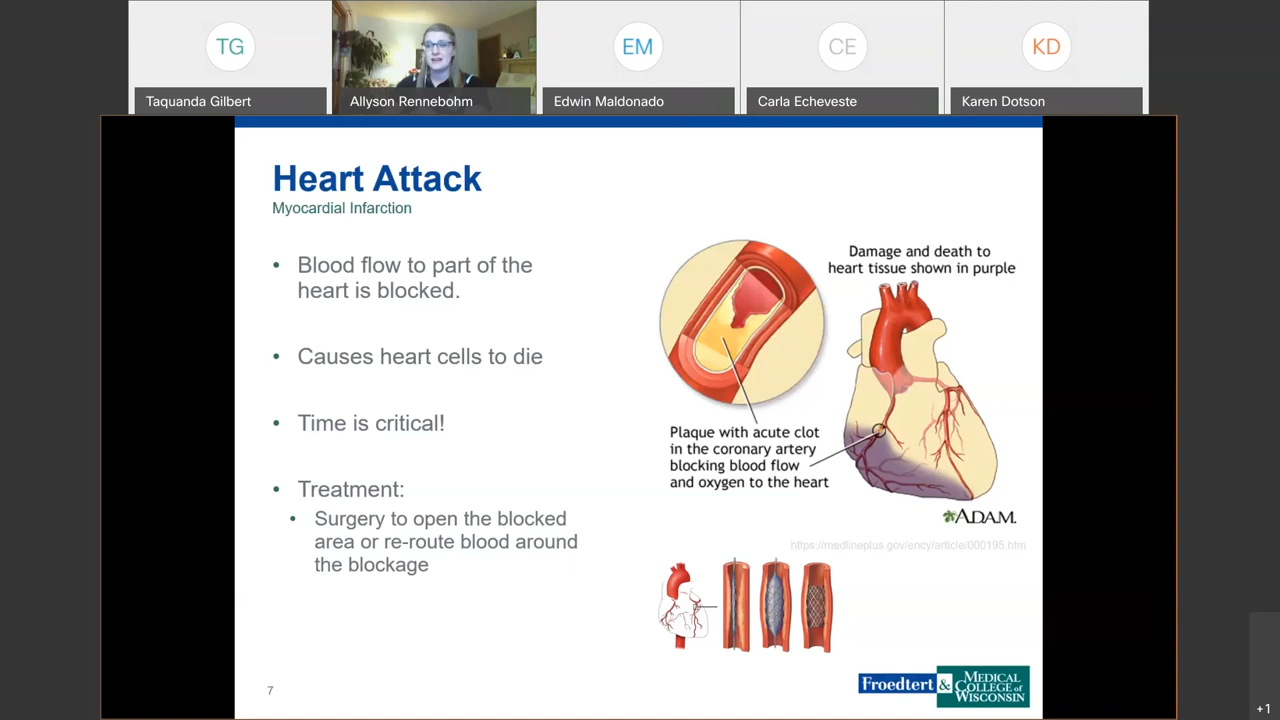 TG
EM
CE
KD
Taquanda Gilbert
Allyson Rennebohm
Edwin Maldonado
Carla Echeveste
Karen Dotson
Heart Attack
Myocardial Infarction
• Blood flow to part of the
heart is blocked.
• Causes heart cells to die
• Time is critical!
• Treatment:
• Surgery to open the blocked
area or re-route blood around
the blockage
Damage and death to
heart tissue shown in purple
Plaque with acute clot
in the coronary artery
blocking blood flow
and oxygen to the heart
ADAM.
https://medlineplus.gov/ency/article/000195.htm
7
Froedtert & MEDICAL
COLLEGE of
WISCONSIN
+1